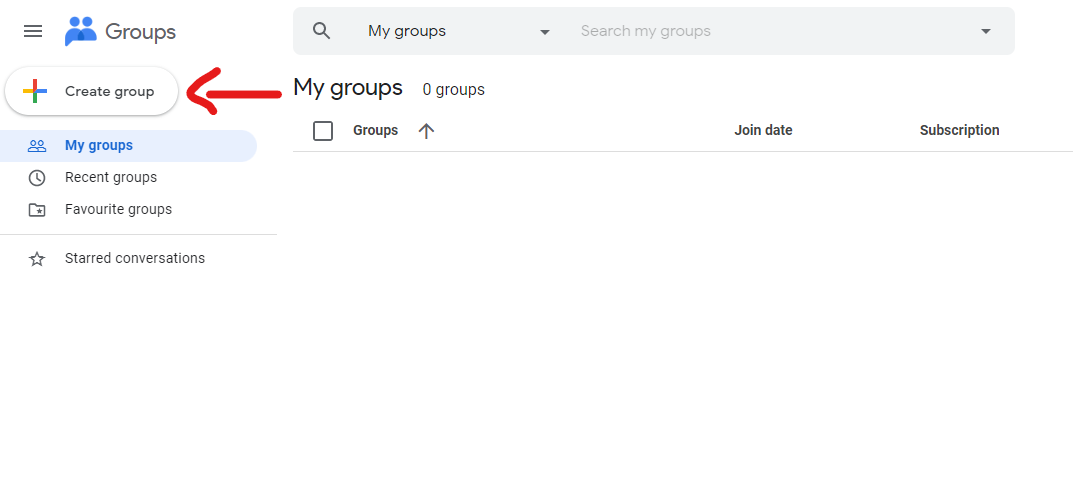 Groups
My groups
Search my groups
Create group
My groups 0 groups
Groups Join date Subscription
My groups
Recent groups
Favourite groups
Starred conversations